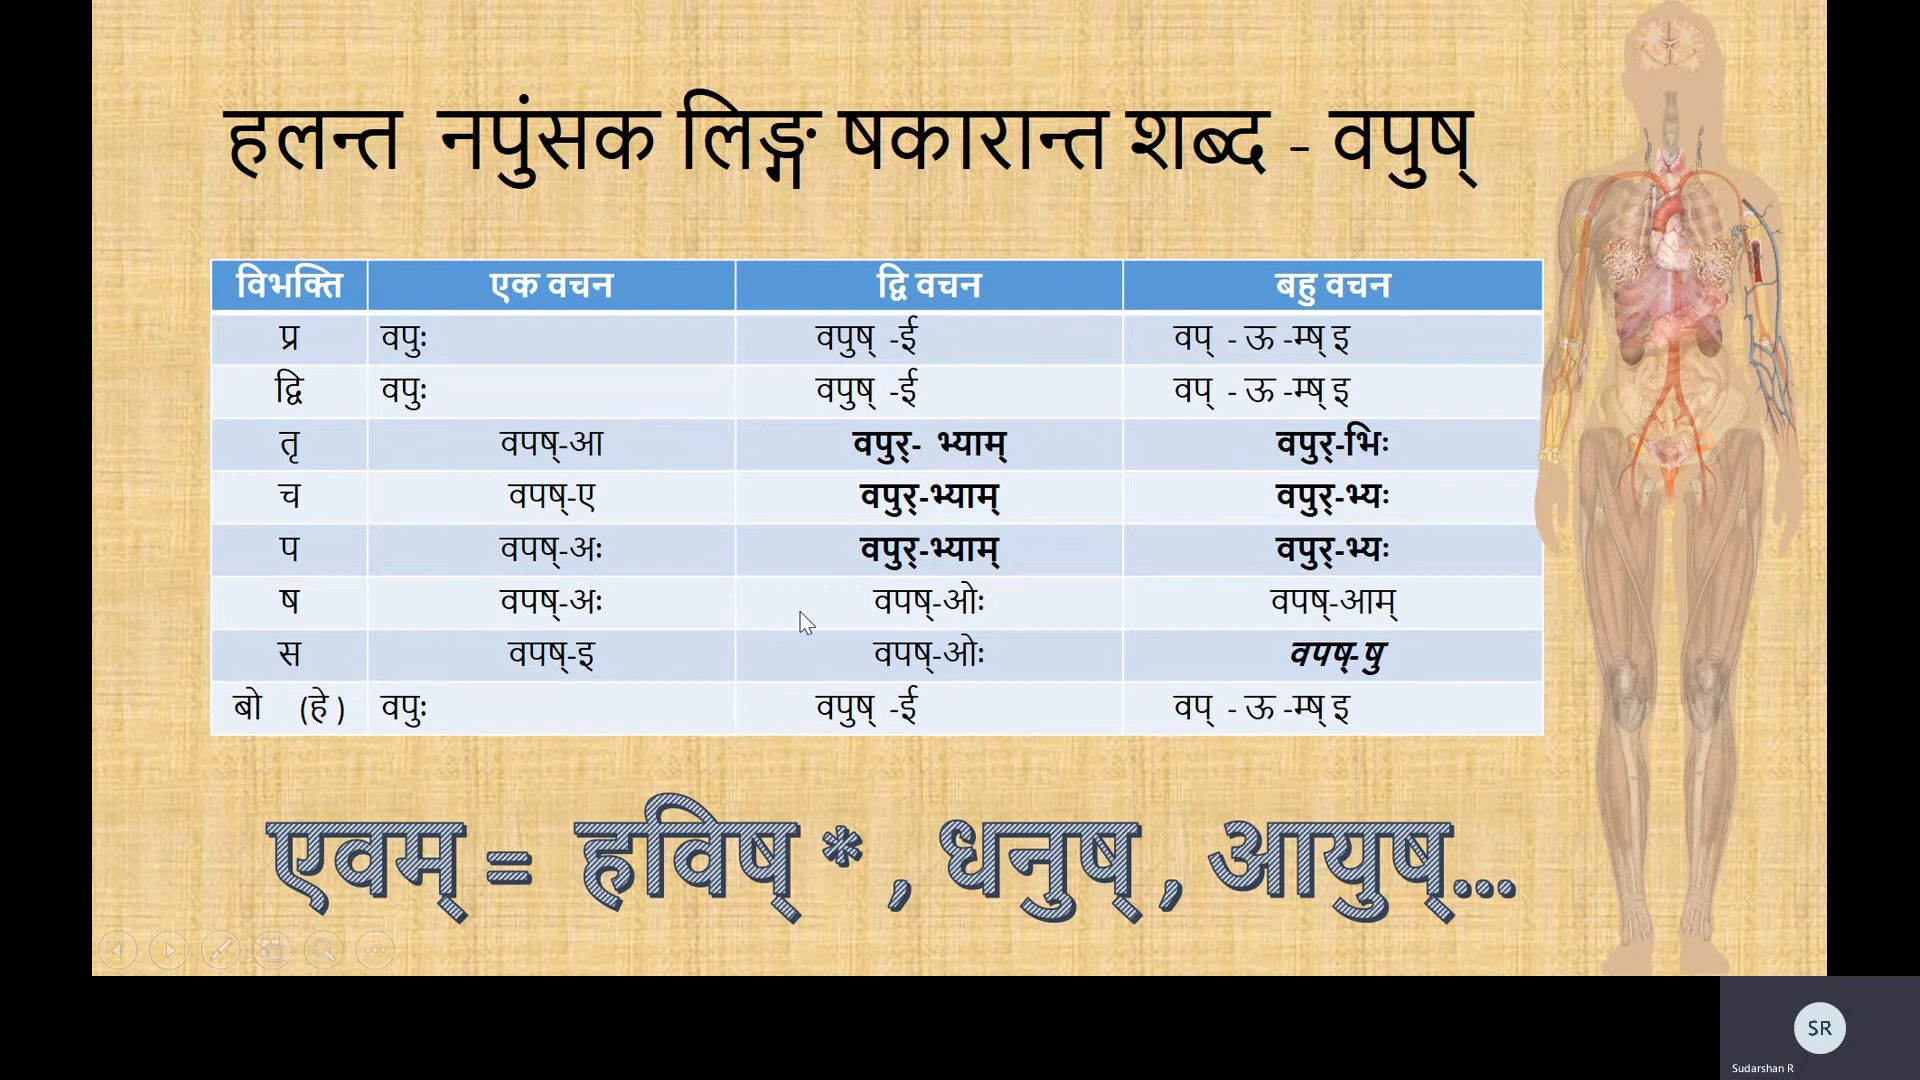 हलन्त नपुंसक लिङ्ग षकारान्त शब्द - वपुष्
विभक्ति एक वचन द्वि वचन बहु वचन
प्र वपुः वपुष् -ई वप् - ऊ -म्ष् इ
द्वि वपुः वपुष् -ई वप् - ऊ -म्ष् इ
तृ वपष्-आ वपुर्- भ्याम् वपुर्-भिः
च वपष्-ए वपुर्-भ्याम् वपुर्-भ्यः
प वपष्-अः वपुर्-भ्याम् वपुर्-भ्यः
ष वपष्-अः वपष्-ओः वपष्-आम्
स वपष्-इ वपष्-ओः वपष्-षु
बो (हे ) वपुः वपुष् -ई वप् - ऊ -म्ष् इ
एवम् = हविष् * , धनुष् , आयुष्...
SR
Sudarshan R